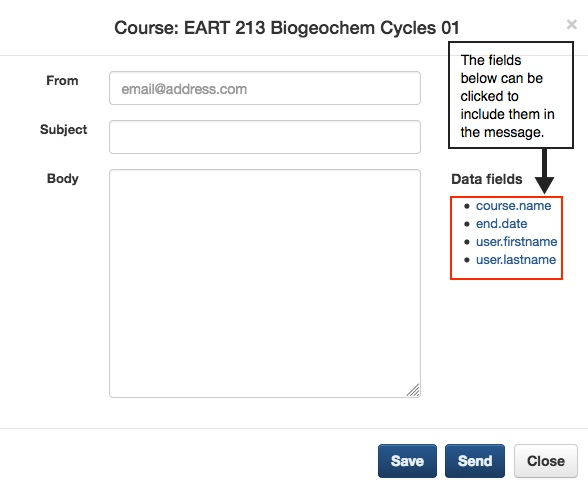 Course: EART 213 Biogeochem Cycles 01
×
The fields
below can be
clicked to
include them in
the message.
From
email@address.com
Subject
Body
Data fields
• course.name
• end.date
• user.firstname
• user.lastname
Save
Send
Close